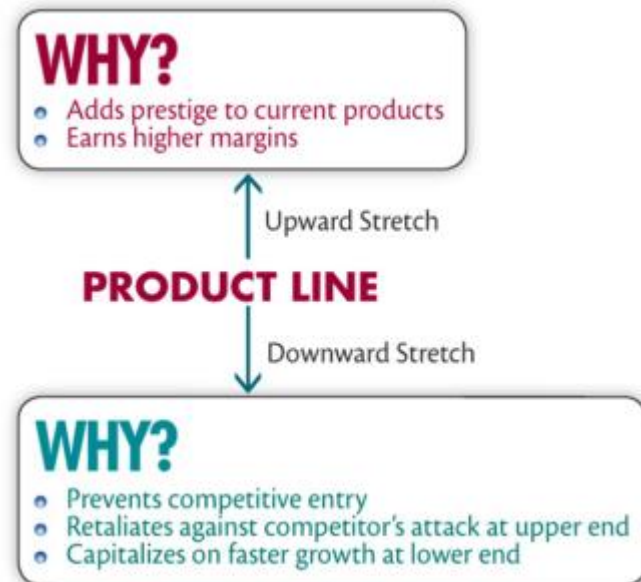 WHY?
• Adds prestige to current products
• Earns higher margins
Upward Stretch
PRODUCT LINE
Downward Stretch
WHY?
• Prevents competitive entry
• Retaliates against competitor's attack at upper end
• Capitalizes on faster growth at lower end